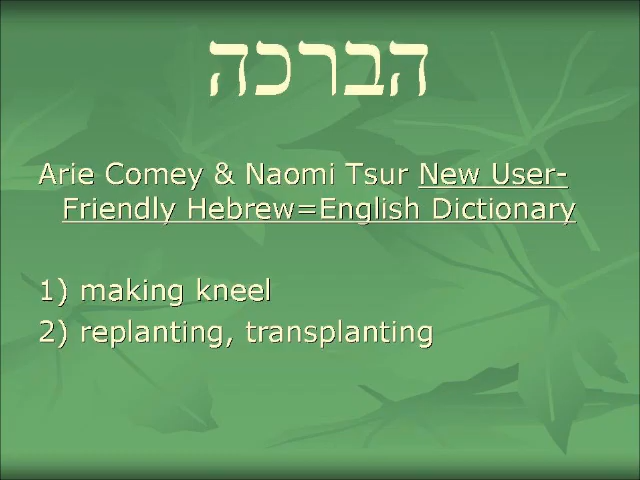 הברכה
Arie Comey & Naomi Tsur New User-
Friendly Hebrew=English Dictionary
1) making kneel
2) replanting, transplanting